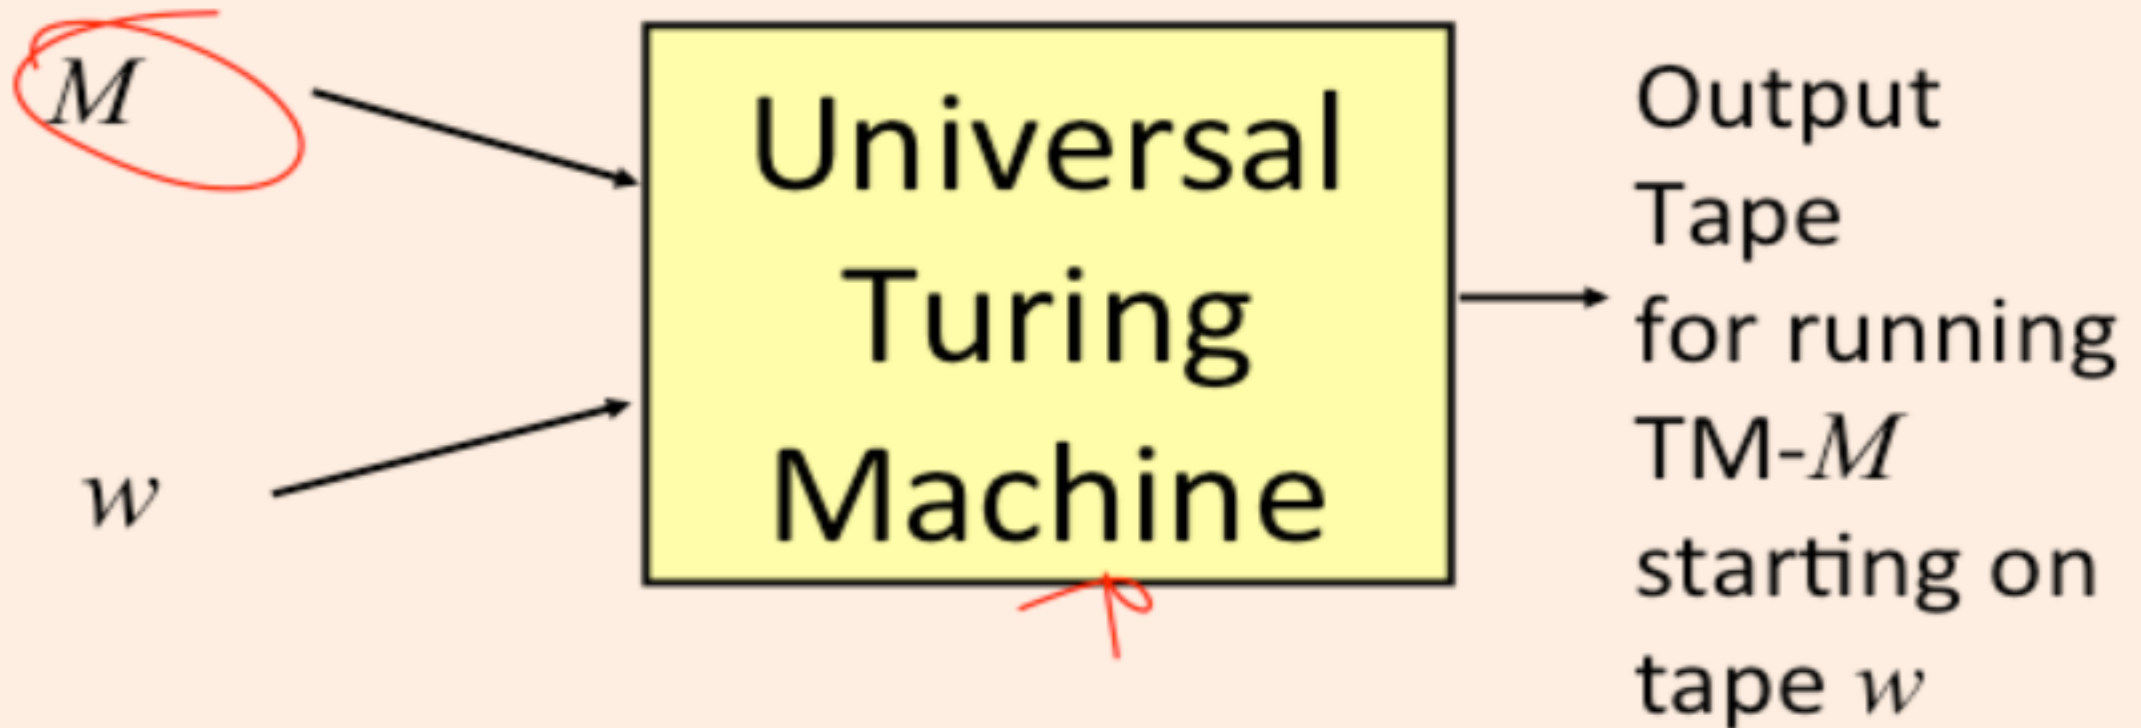 M
w
Universal
Turing
Machine
Output
Tape
for running
TM-M
starting on
tape w